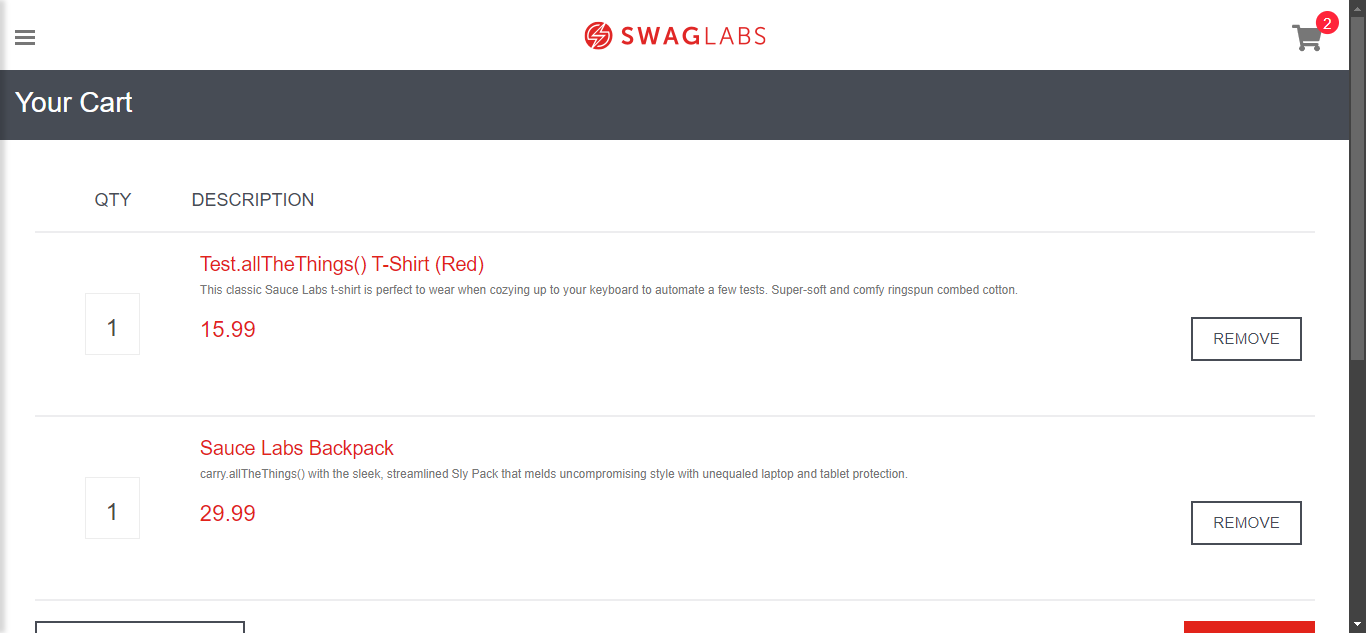 SWAGLABS
2
Your Cart
QTY DESCRIPTION
Test.allTheThings() T-Shirt (Red)
This classic Sauce Labs t-shirt is perfect to wear when cozying up to your keyboard to automate a few tests. Super-soft and comfy ringspun combed cotton.
1
15.99
REMOVE
Sauce Labs Backpack
carry.allTheThings() with the sleek, streamlined Sly Pack that melds uncompromising style with unequaled laptop and tablet protection.
1
29.99
REMOVE